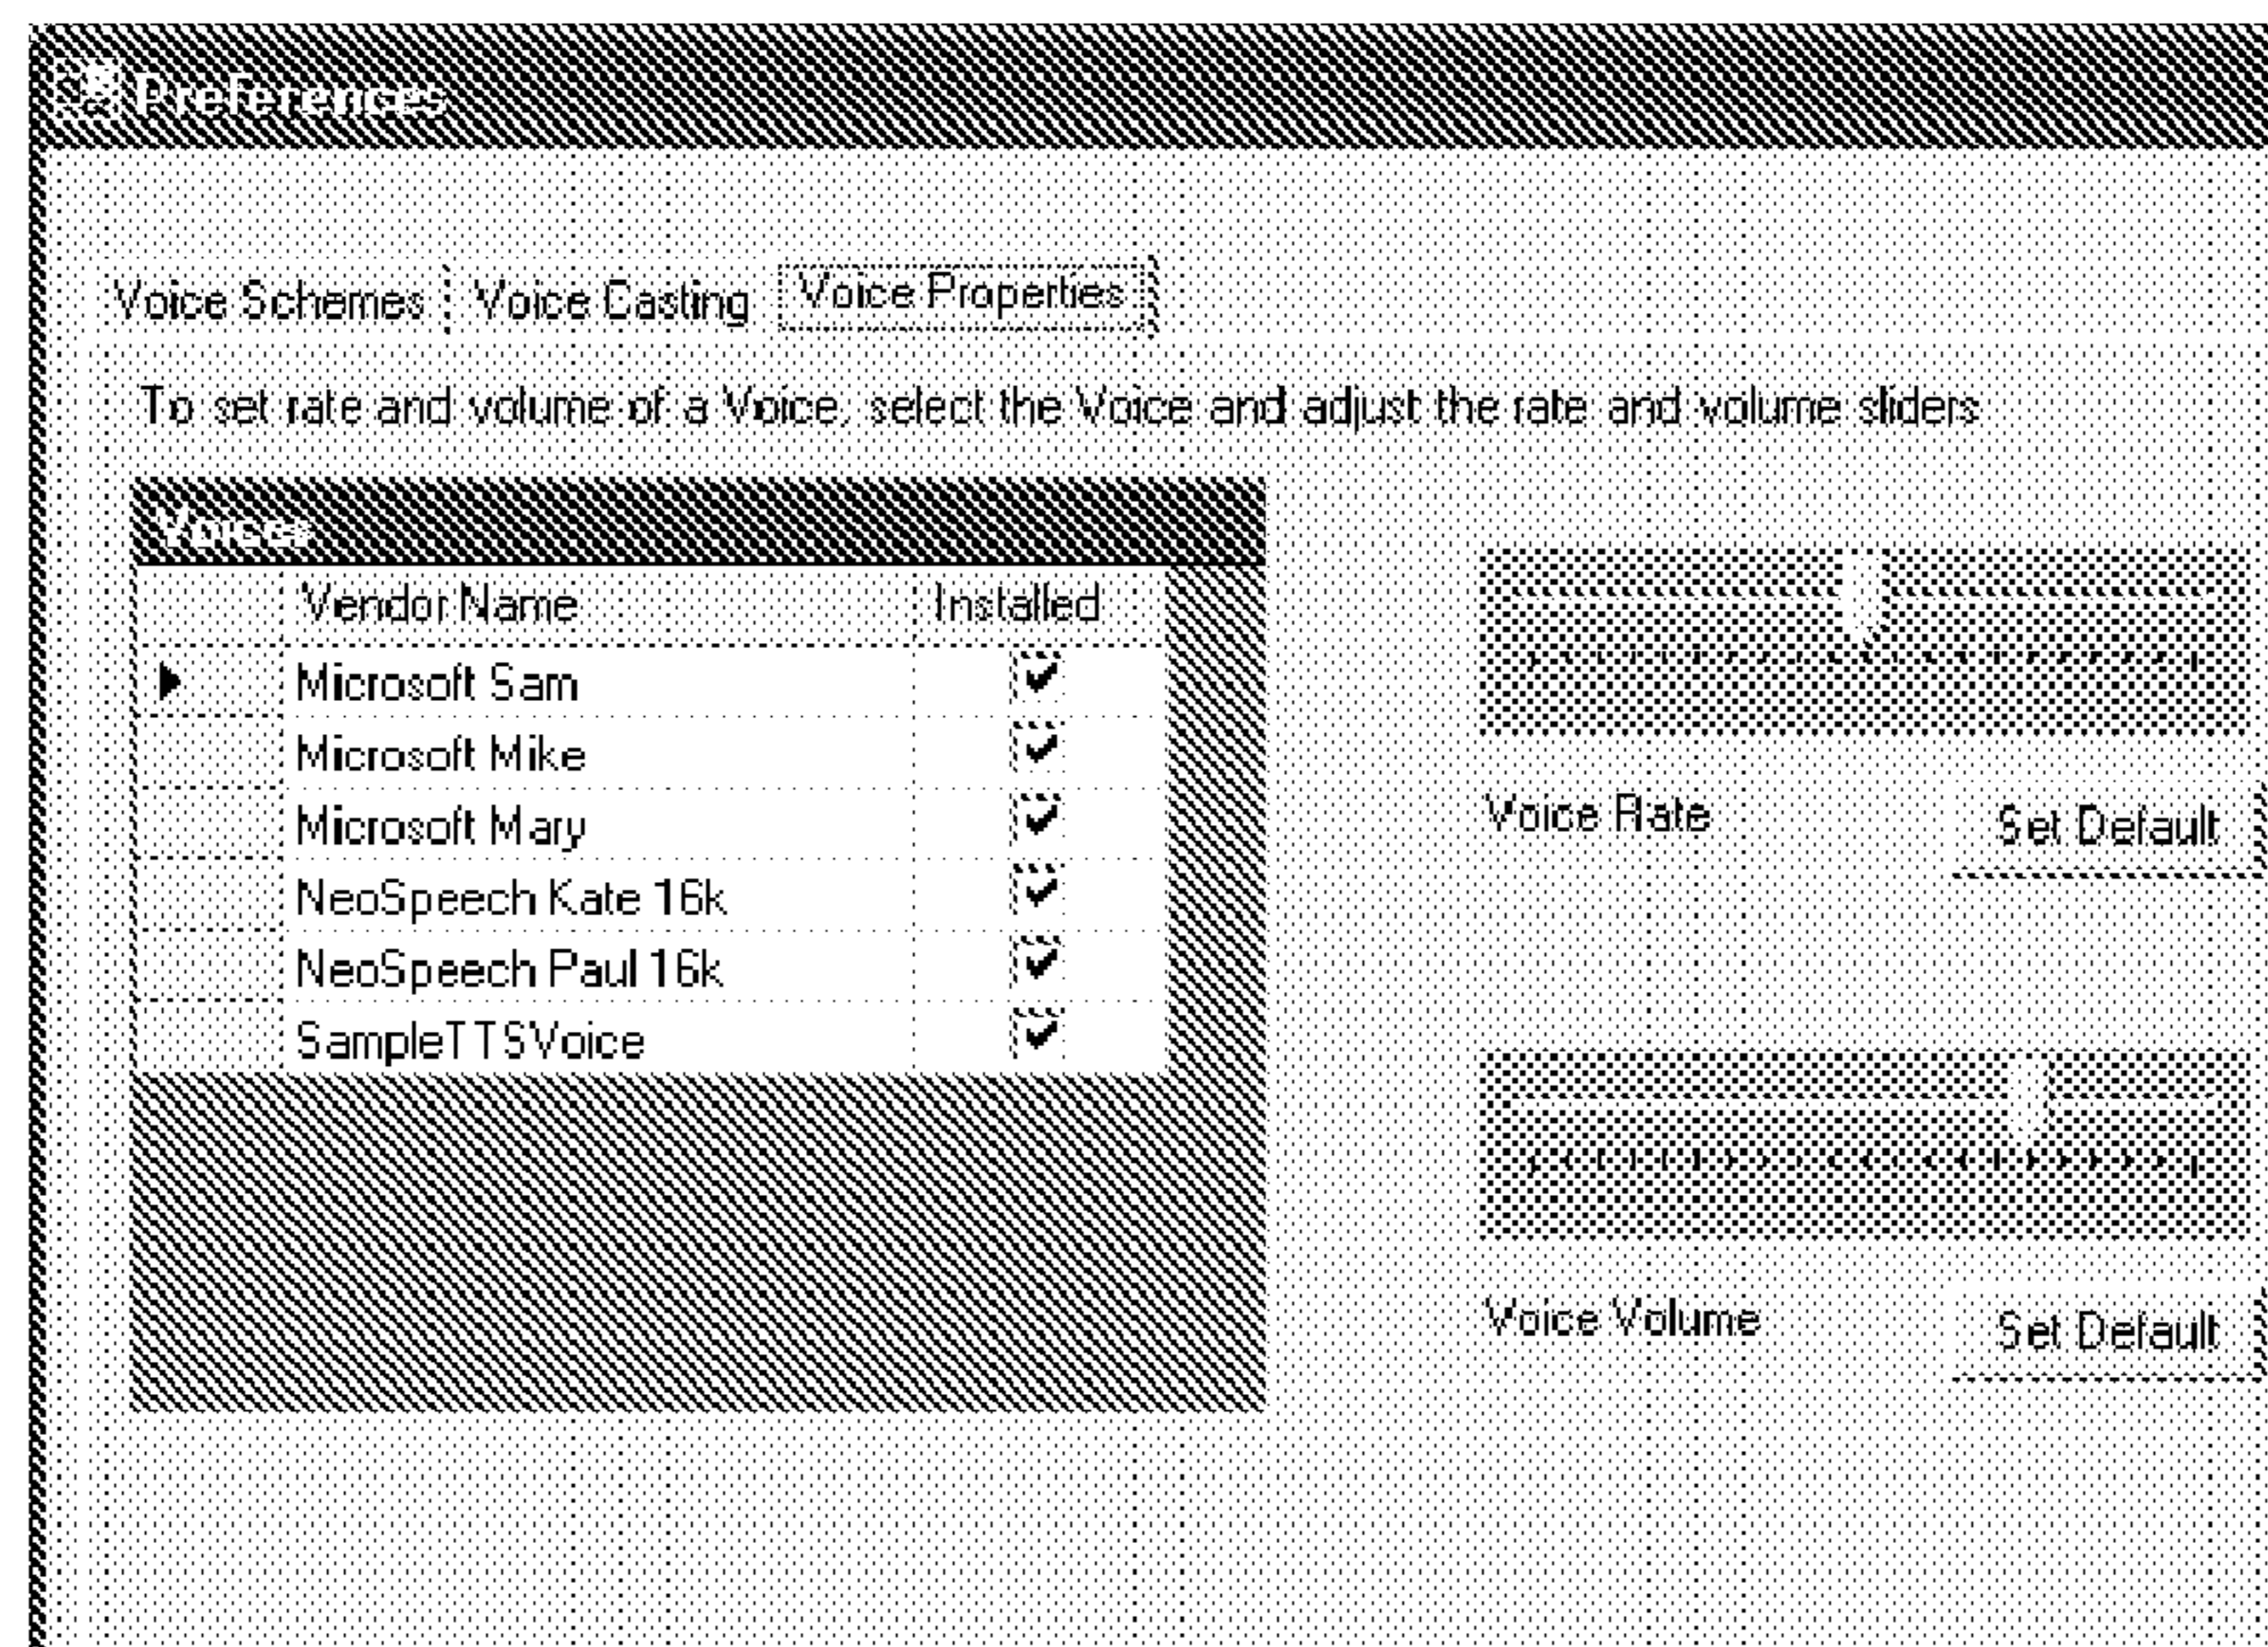 Preferences
Voice Schemes Voice Casting Voice Properties
To set rate and volume of a Voice, select the Voice and adjust the rate and volume sliders
Voices
Vendor Name Installed
Microsoft Sam
Microsoft Mike
Microsoft Mary
NeoSpeech Kate 16k
NeoSpeech Paul 16k
SampleTTSVoice
Voice Rate Set Default
Voice Volume Set Default